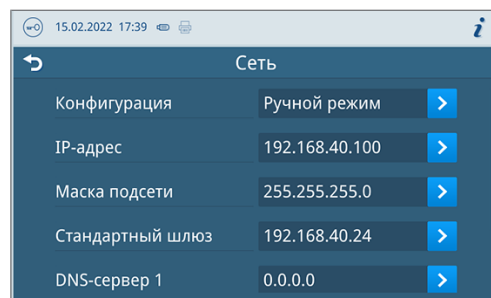 15.02.2022 17:39
Сеть
Конфигурация Ручной режим
IP-адрес 192.168.40.100
Маска подсети 255.255.255.0
Стандартный шлюз 192.168.40.24
DNS-сервер 1 0.0.0.0